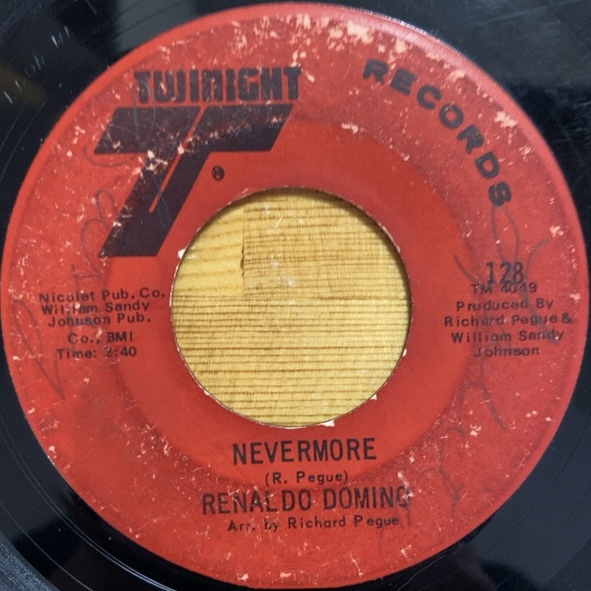 TWINIGHT
RECORDS
®
128
TM 4049
Produced By
Richard Pegue &
William Sandy
Johnson
Nicolet Pub. Co.
William Sandy
Johnson Pub.
Co., BMI
Time: 2:40
NEVERMORE
(R. Pegue)
RENALDO DOMINO
Arr. by Richard Pegue